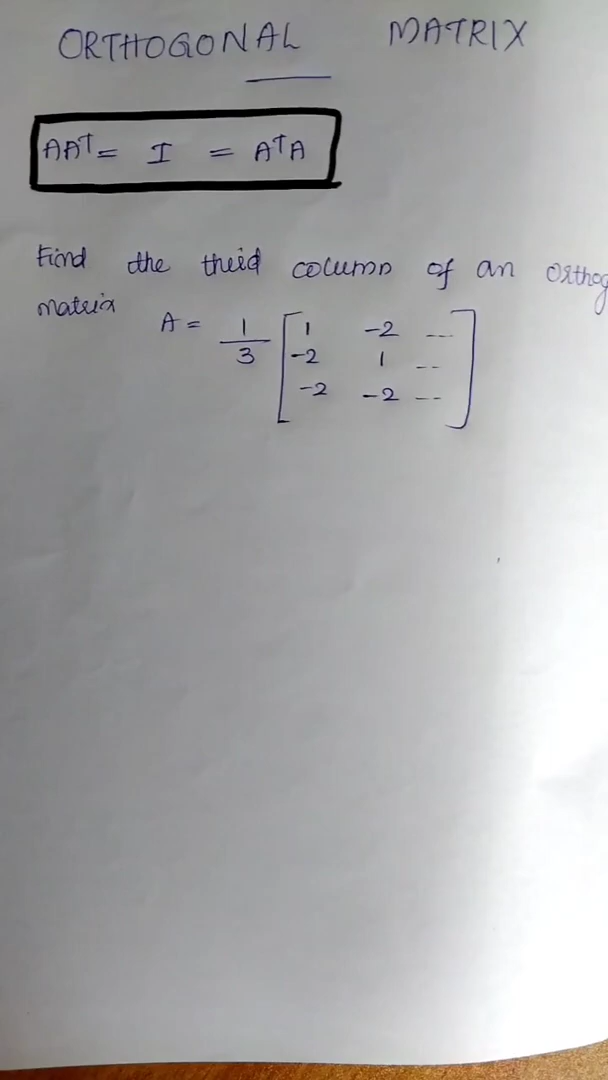 ORTHOGONAL MATRIX
AAᵀ = I = AᵀA
Find the third column of an orthog
matrix A = 1/3 [ 1 -2 ---
-2 1 --
-2 -2 -- ]